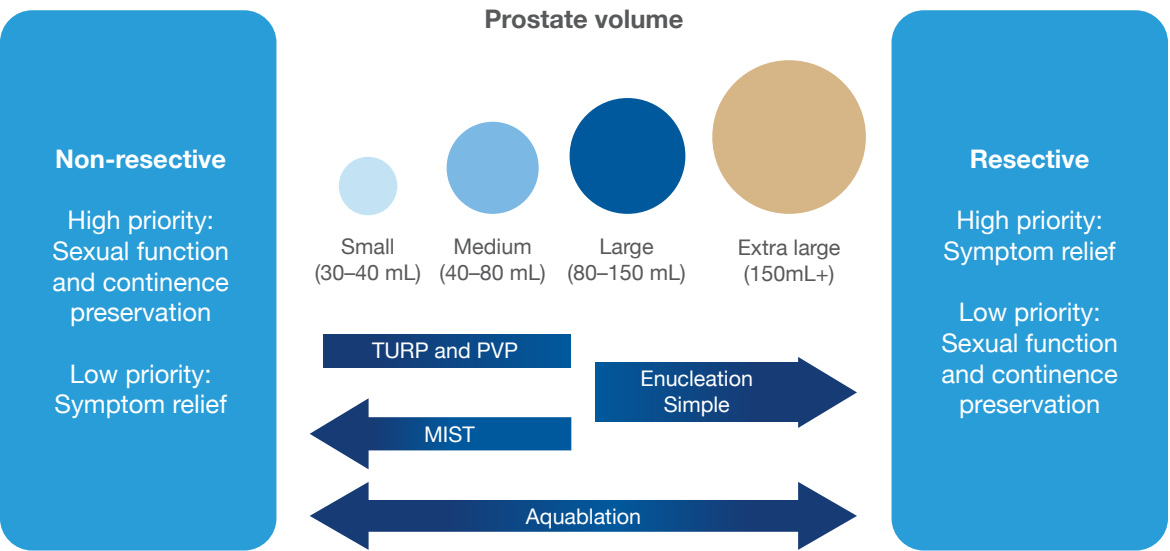 Prostate volume
Non-resective
High priority:
Sexual function
and continence
preservation
Low priority:
Symptom relief
Small
(30–40 mL)
Medium
(40–80 mL)
Large
(80–150 mL)
Extra large
(150mL+)
TURP and PVP
Enucleation
Simple
MIST
Aquablation
Resective
High priority:
Symptom relief
Low priority:
Sexual function
and continence
preservation